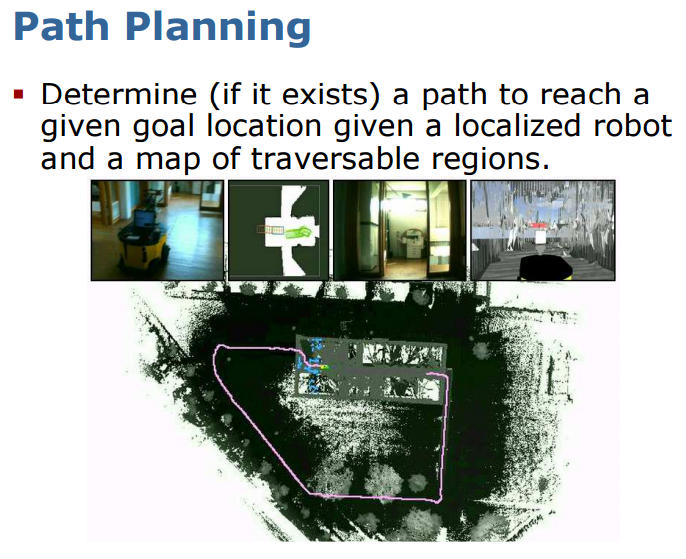 Path Planning
▪ Determine (if it exists) a path to reach a
given goal location given a localized robot
and a map of traversable regions.